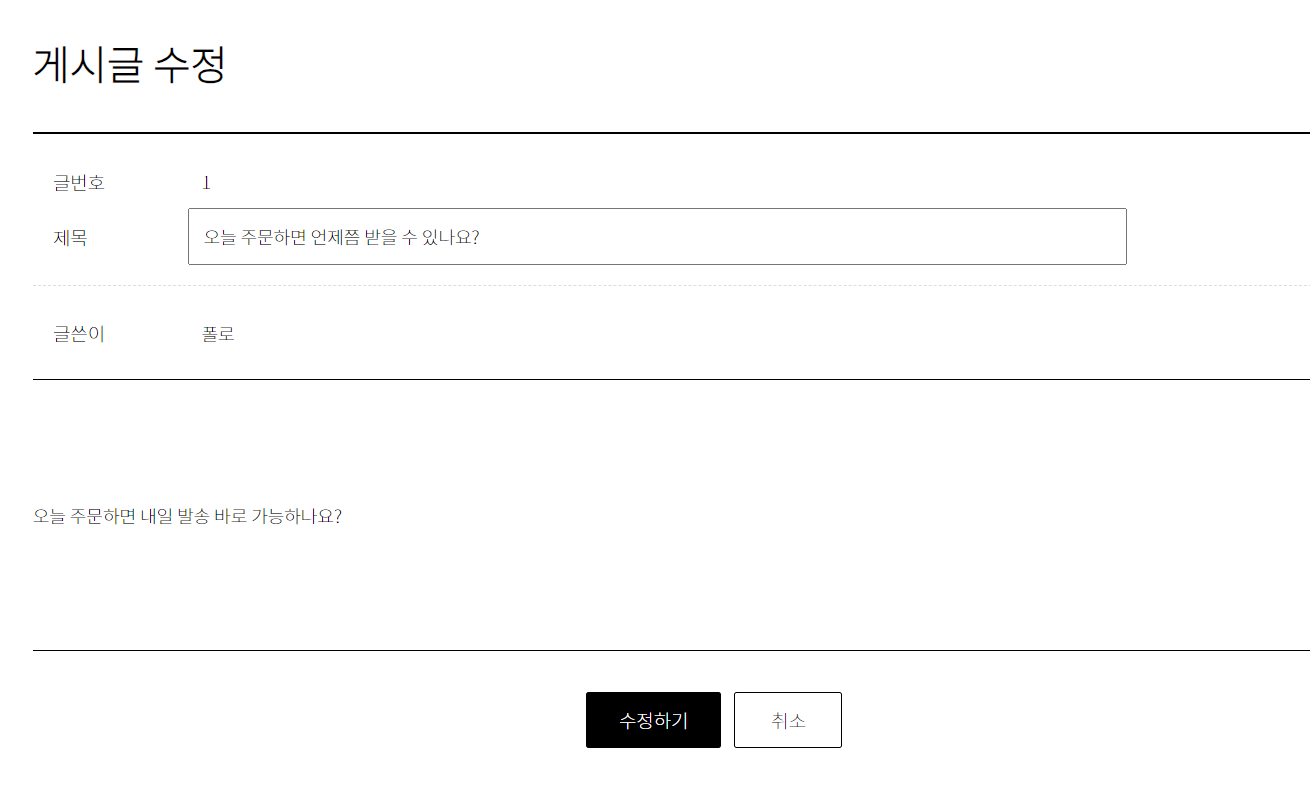 게시글 수정
글번호 1
제목 오늘 주문하면 언제쯤 받을 수 있나요?
글쓴이 폴로
오늘 주문하면 내일 발송 바로 가능하나요?
수정하기 취소